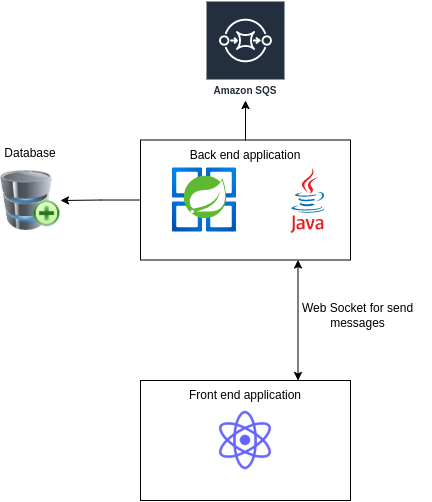 Amazon SQS
Database
Back end application
Java
Web Socket for send
messages
Front end application